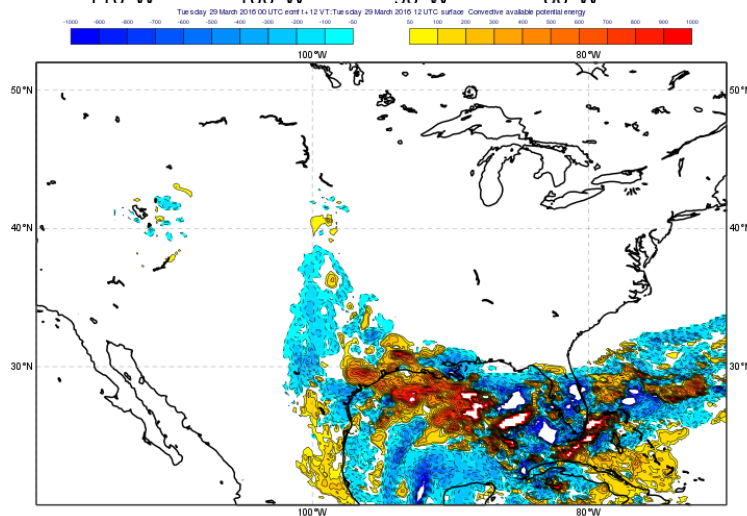 Tuesday 29 March 2016 00 UTC ecmf t+12 VT:Tuesday 29 March 2016 12 UTC surface Convective available potential energy
-1000 -900 -800 -700 -600 -500 -400 -300 -200 -100 -50 50 100 200 300 400 500 600 700 800 900 1000
100°W 80°W
50°N 50°N
40°N 40°N
30°N 30°N
100°W 80°W